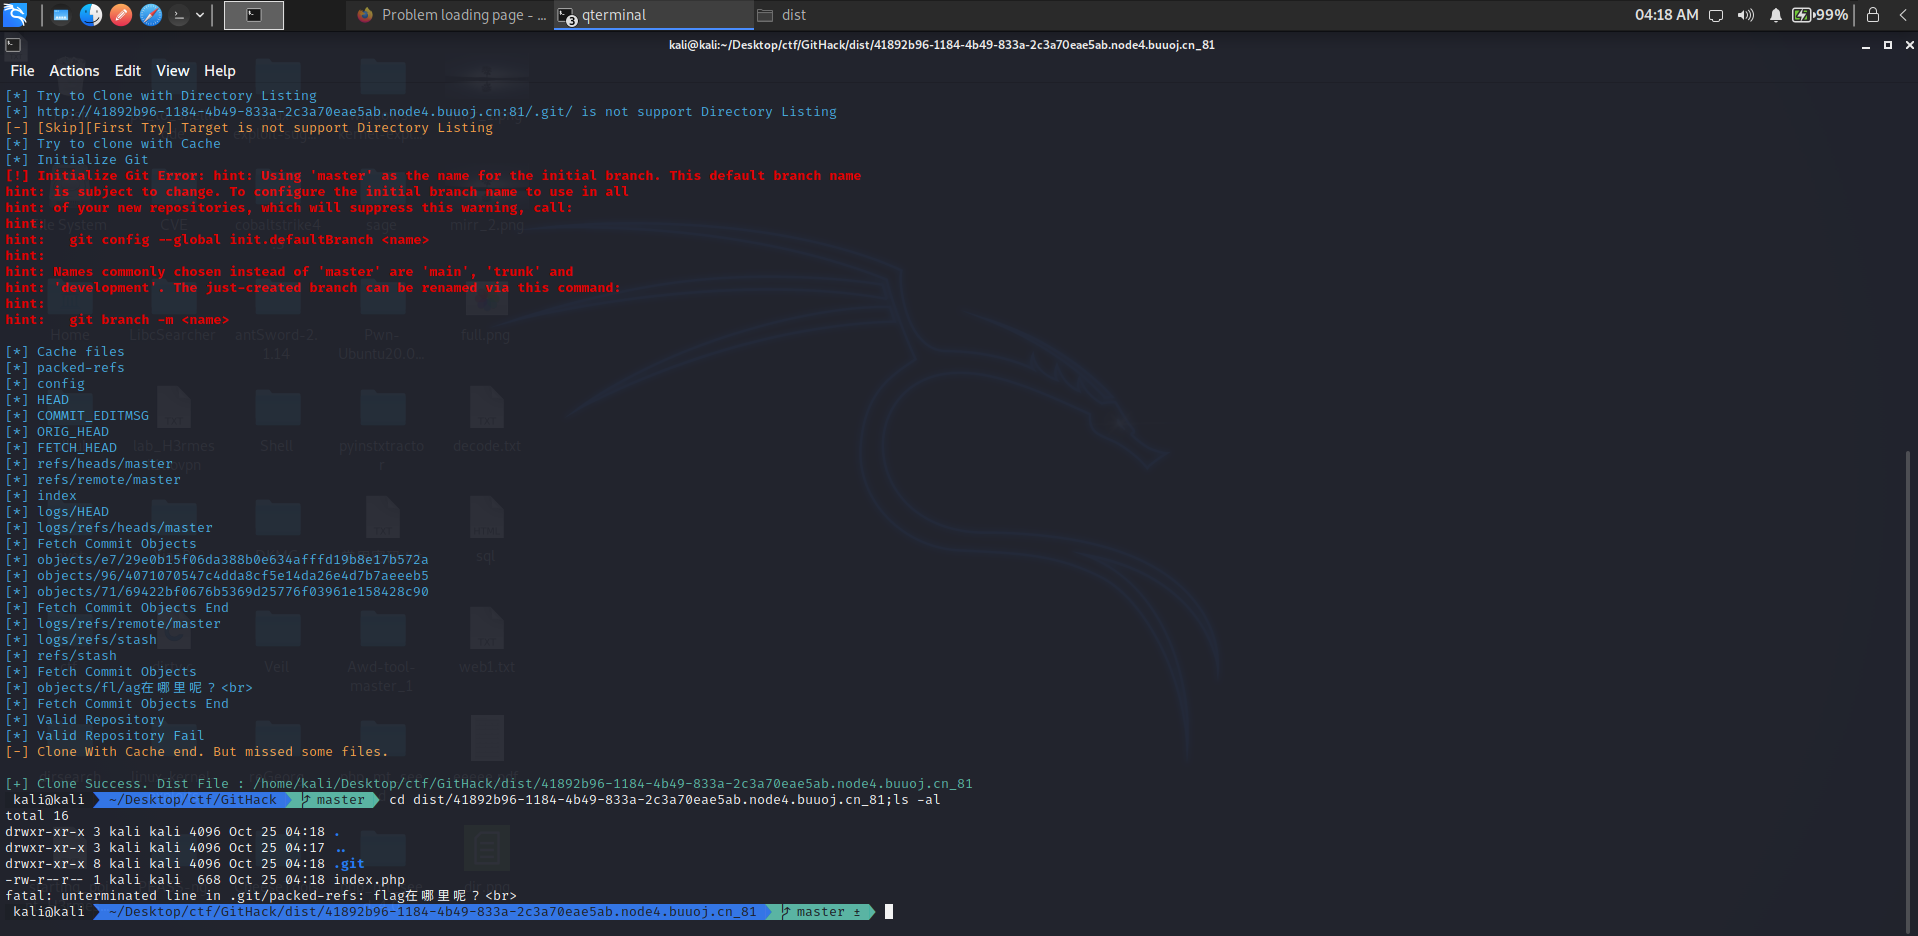 Problem loading page - ...
qterminal
dist
04:18 AM
99%
kali@kali:~/Desktop/ctf/GitHack/dist/41892b96-1184-4b49-833a-2c3a70eae5ab.node4.buuoj.cn_81
File Actions Edit View Help
[*] Try to Clone with Directory Listing
[*] http://41892b96-1184-4b49-833a-2c3a70eae5ab.node4.buuoj.cn:81/.git/ is not support Directory Listing
[-] [Skip][First Try] Target is not support Directory Listing
[*] Try to clone with Cache
[*] Initialize Git
[!] Initialize Git Error: hint: Using 'master' as the name for the initial branch. This default branch name
hint: is subject to change. To configure the initial branch name to use in all
hint: of your new repositories, which will suppress this warning, call:
hint:
hint:   git config --global init.defaultBranch <name>
hint:
hint: Names commonly chosen instead of 'master' are 'main', 'trunk' and
hint: 'development'. The just-created branch can be renamed via this command:
hint:
hint:   git branch -m <name>
[*] Cache files
[*] packed-refs
[*] config
[*] HEAD
[*] COMMIT_EDITMSG
[*] ORIG_HEAD
[*] FETCH_HEAD
[*] refs/heads/master
[*] refs/remote/master
[*] index
[*] logs/HEAD
[*] logs/refs/heads/master
[*] Fetch Commit Objects
[*] objects/e7/29e0b15f06da388b0e634afffd19b8e17b572a
[*] objects/96/4071070547c4dda8cf5e14da26e4d7b7aeeeb5
[*] objects/71/69422bf0676b5369d25776f03961e158428c90
[*] Fetch Commit Objects End
[*] logs/refs/remote/master
[*] logs/refs/stash
[*] refs/stash
[*] Fetch Commit Objects
[*] objects/fl/ag在哪里呢？<br>
[*] Fetch Commit Objects End
[*] Valid Repository
[*] Valid Repository Fail
[-] Clone With Cache end. But missed some files.
[+] Clone Success. Dist File : /home/kali/Desktop/ctf/GitHack/dist/41892b96-1184-4b49-833a-2c3a70eae5ab.node4.buuoj.cn_81
kali@kali ~/Desktop/ctf/GitHack master cd dist/41892b96-1184-4b49-833a-2c3a70eae5ab.node4.buuoj.cn_81;ls -al
total 16
drwxr-xr-x 3 kali kali 4096 Oct 25 04:18 .
drwxr-xr-x 3 kali kali 4096 Oct 25 04:17 ..
drwxr-xr-x 8 kali kali 4096 Oct 25 04:18 .git
-rw-r--r-- 1 kali kali  668 Oct 25 04:18 index.php
fatal: unterminated line in .git/packed-refs: flag在哪里呢？<br>
kali@kali ~/Desktop/ctf/GitHack/dist/41892b96-1184-4b49-833a-2c3a70eae5ab.node4.buuoj.cn_81 master ±